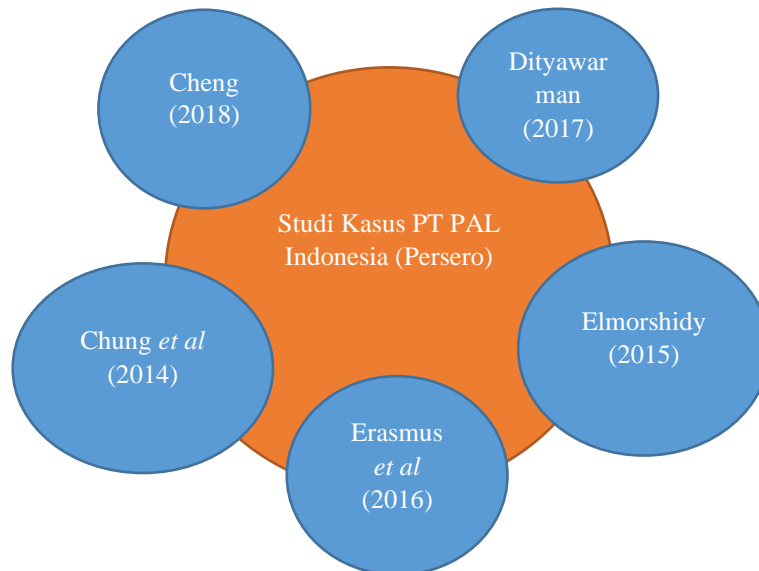 Cheng
(2018)
Dityawar
man
(2017)
Studi Kasus PT PAL
Indonesia (Persero)
Elmorshidy
(2015)
Chung et al
(2014)
Erasmus
et al
(2016)